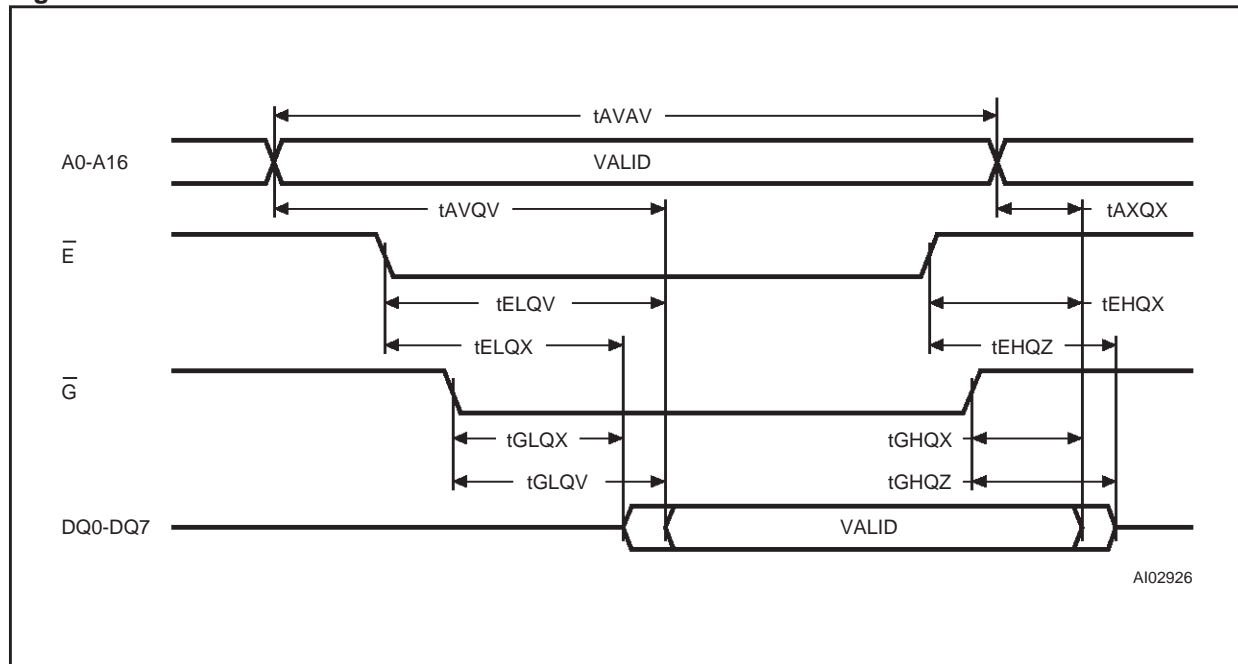 tAVAV
A0-A16
VALID
tAVQV
tAXQX
E̅
tELQV
tEHQX
tELQX
tEHQZ
G̅
tGLQX
tGHQX
tGLQV
tGHQZ
DQ0-DQ7
VALID
AI02926